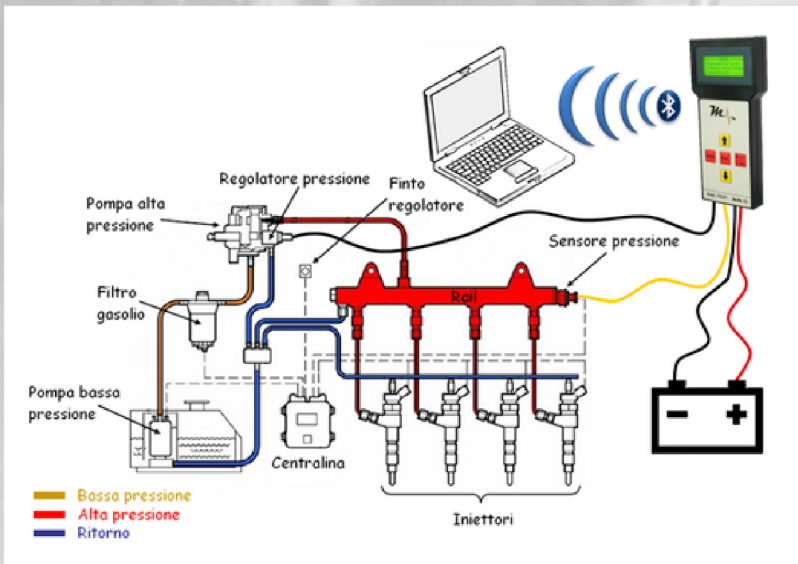 Regolatore pressione
Finto
regolatore
Pompa alta
pressione
Sensore pressione
Filtro
gasolio
Rail
Pompa bassa
pressione
Centralina
Iniettori
Bassa pressione
Alta pressione
Ritorno